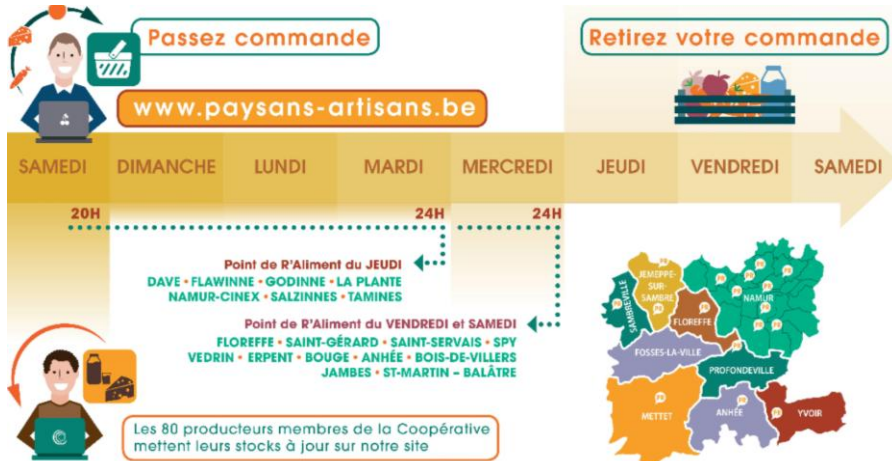 Passez commande
Retirez votre commande
www.paysans-artisans.be
SAMEDI DIMANCHE LUNDI MARDI MERCREDI JEUDI VENDREDI SAMEDI
20H 24H 24H
Point de R'Aliment du JEUDI
DAVE • FLAWINNE • GODINNE • LA PLANTE
NAMUR-CINEX • SALZINNES • TAMINES
Point de R'Aliment du VENDREDI et SAMEDI
FLOREFFE • SAINT-GÉRARD • SAINT-SERVAIS • SPY
VEDRIN • ERPENT • BOUGE • ANHÉE • BOIS-DE-VILLERS
JAMBES • ST-MARTIN – BALÂTRE
Les 80 producteurs membres de la Coopérative
mettent leurs stocks à jour sur notre site
JEMEPPE-
SUR-
SAMBRE
SAMBREVILLE
NAMUR
FLOREFFE
FOSSES-LA-VILLE
PROFONDEVILLE
METTET
ANHÉE
YVOIR